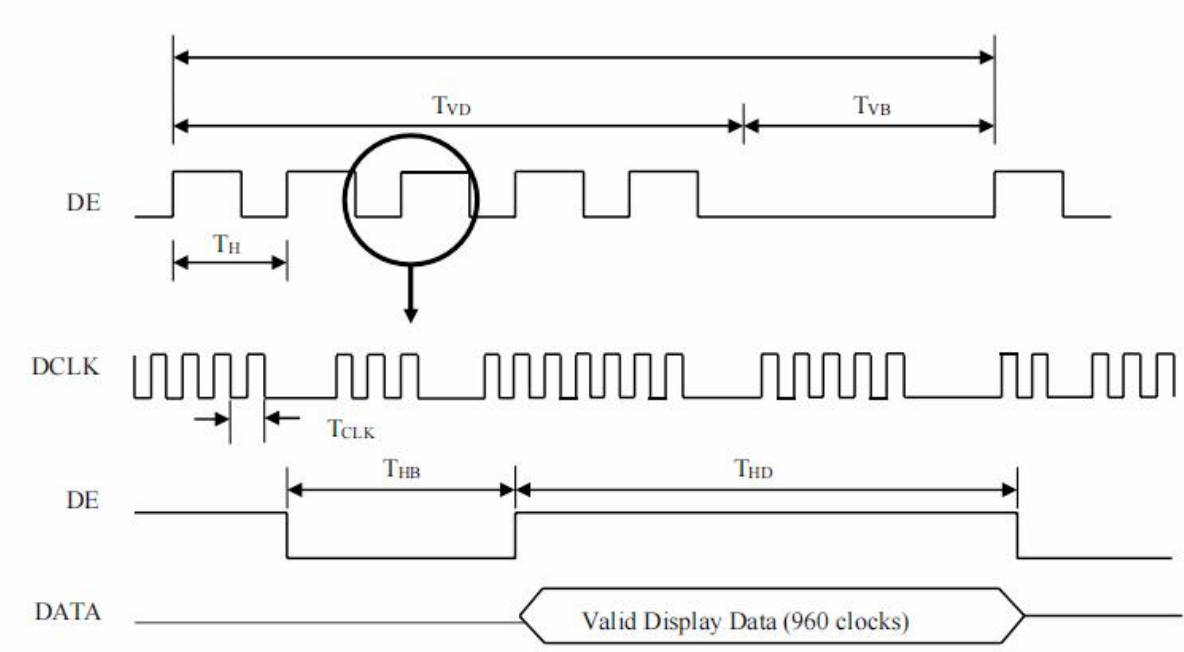 TVD
TVB
DE
TH
DCLK
TCLK
THB
THD
DE
DATA
Valid Display Data (960 clocks)